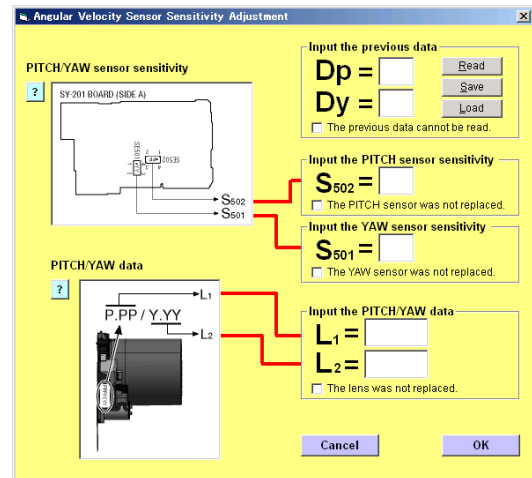 Angular Velocity Sensor Sensitivity Adjustment
PITCH/YAW sensor sensitivity
?
SY-201 BOARD (SIDE A)
SE501
SE502
S502
S501
PITCH/YAW data
?
L1
P.PP / Y.YY
L2
Input the previous data
Dp =
Dy =
Read
Save
Load
The previous data cannot be read.
Input the PITCH sensor sensitivity
S502 =
The PITCH sensor was not replaced.
Input the YAW sensor sensitivity
S501 =
The YAW sensor was not replaced.
Input the PITCH/YAW data
L1 =
L2 =
The lens was not replaced.
Cancel
OK